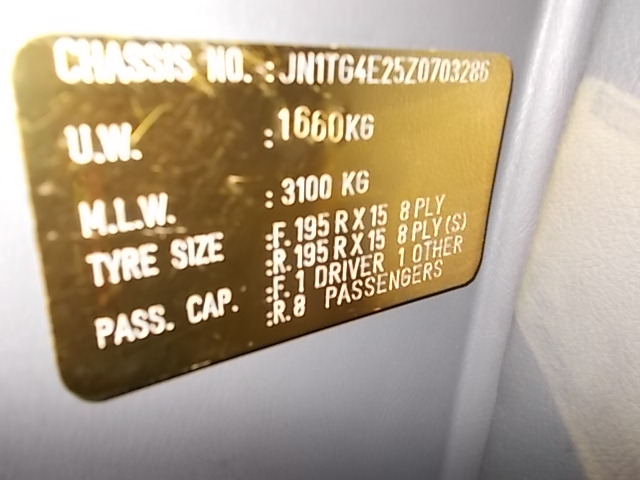 CHASSIS NO. : JN1TG4E25Z0703286
U.W. : 1660KG
M.L.W. : 3100 KG
TYRE SIZE :F. 195 R X 15 8 PLY
:R. 195 R X 15 8 PLY (S)
PASS. CAP. :F. 1 DRIVER 1 OTHER
:R. 8 PASSENGERS